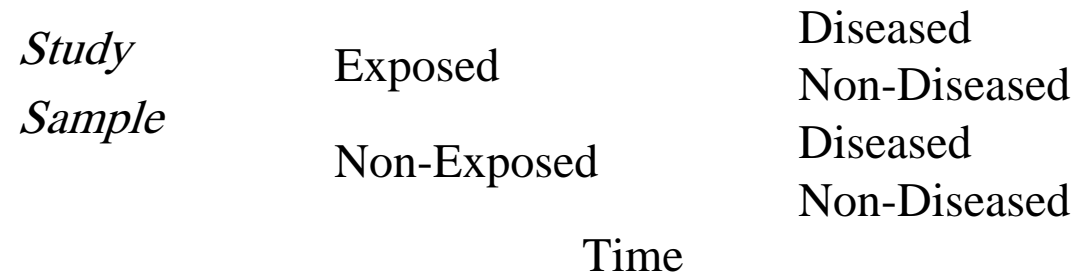 Study
Sample
Exposed
Non-Exposed
Diseased
Non-Diseased
Diseased
Non-Diseased
Time